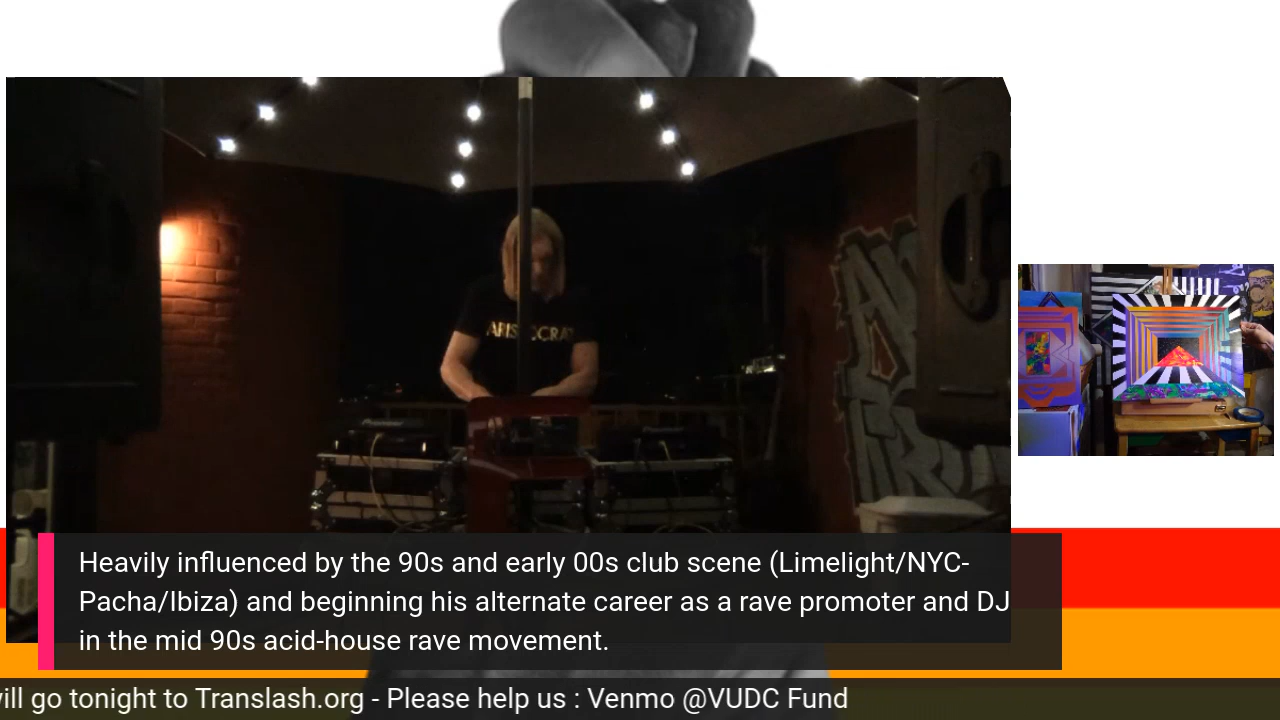 Heavily influenced by the 90s and early 00s club scene (Limelight/NYC-
Pacha/Ibiza) and beginning his alternate career as a rave promoter and DJ
in the mid 90s acid-house rave movement.
will go tonight to Translash.org - Please help us : Venmo @VUDC Fund